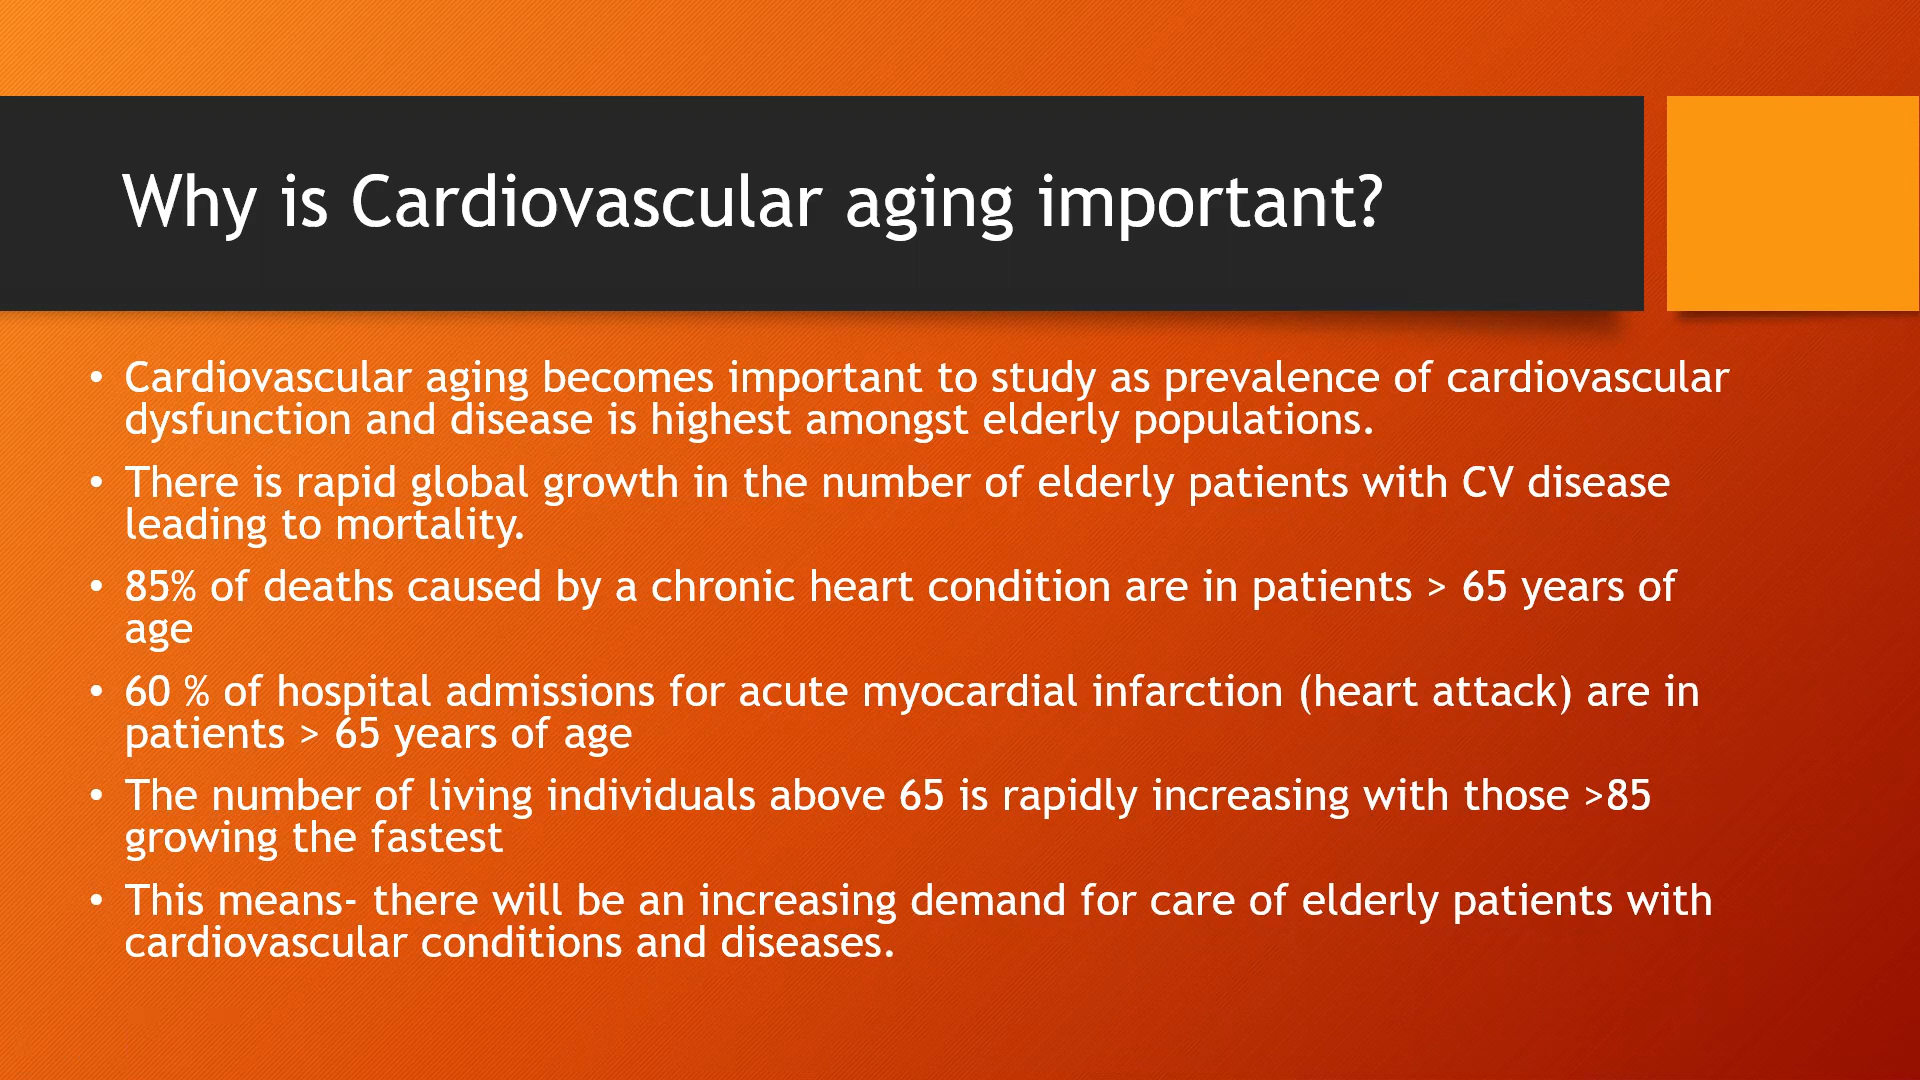 Why is Cardiovascular aging important?
• Cardiovascular aging becomes important to study as prevalence of cardiovascular
dysfunction and disease is highest amongst elderly populations.
• There is rapid global growth in the number of elderly patients with CV disease
leading to mortality.
• 85% of deaths caused by a chronic heart condition are in patients > 65 years of
age
• 60 % of hospital admissions for acute myocardial infarction (heart attack) are in
patients > 65 years of age
• The number of living individuals above 65 is rapidly increasing with those >85
growing the fastest
• This means- there will be an increasing demand for care of elderly patients with
cardiovascular conditions and diseases.